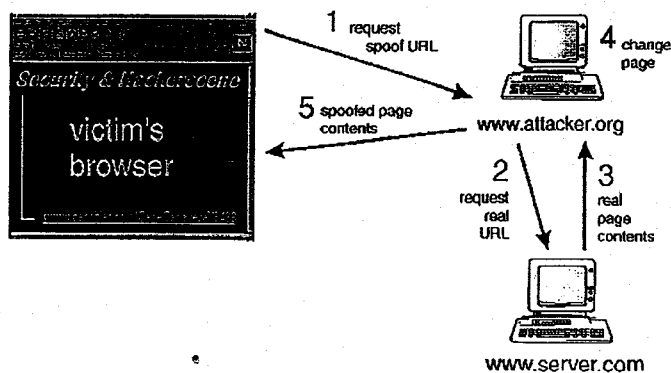 1 request
spoof URL
4 change
page
Security &
5 spoofed page
contents
victim's
browser
www.attacker.org
2
request
real
URL
3
real
page
contents
www.server.com